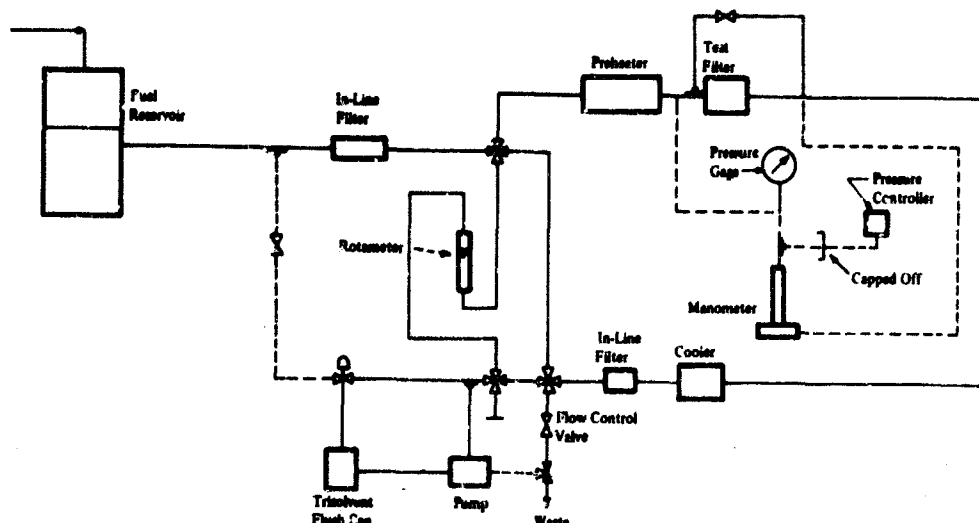 Fuel
Reservoir
In-Line
Filter
Preheater
Test
Filter
Pressure
Gage
Pressure
Controller
Rotameter
Capped Off
Manometer
In-Line
Filter
Cooler
Flow Control
Valve
Trisolvent
Flush Can
Pump
Waste